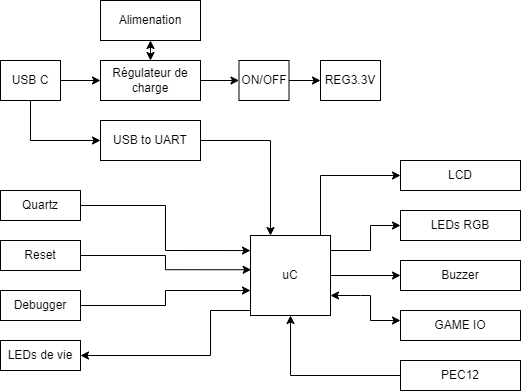 Alimenation
USB C
Régulateur de
charge
ON/OFF
REG3.3V
USB to UART
LCD
Quartz
LEDs RGB
Reset
uC
Buzzer
Debugger
GAME IO
LEDs de vie
PEC12